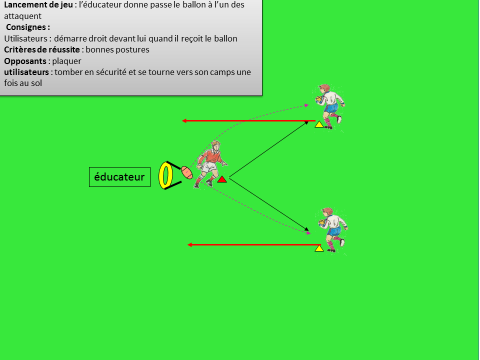 Lancement de jeu : l'éducateur donne passe le ballon à l'un des
attaquent
Consignes :
Utilisateurs : démarre droit devant lui quand il reçoit le ballon
Critères de réussite : bonnes postures
Opposants : plaquer
utilisateurs : tomber en sécurité et se tourne vers son camps une
fois au sol
éducateur